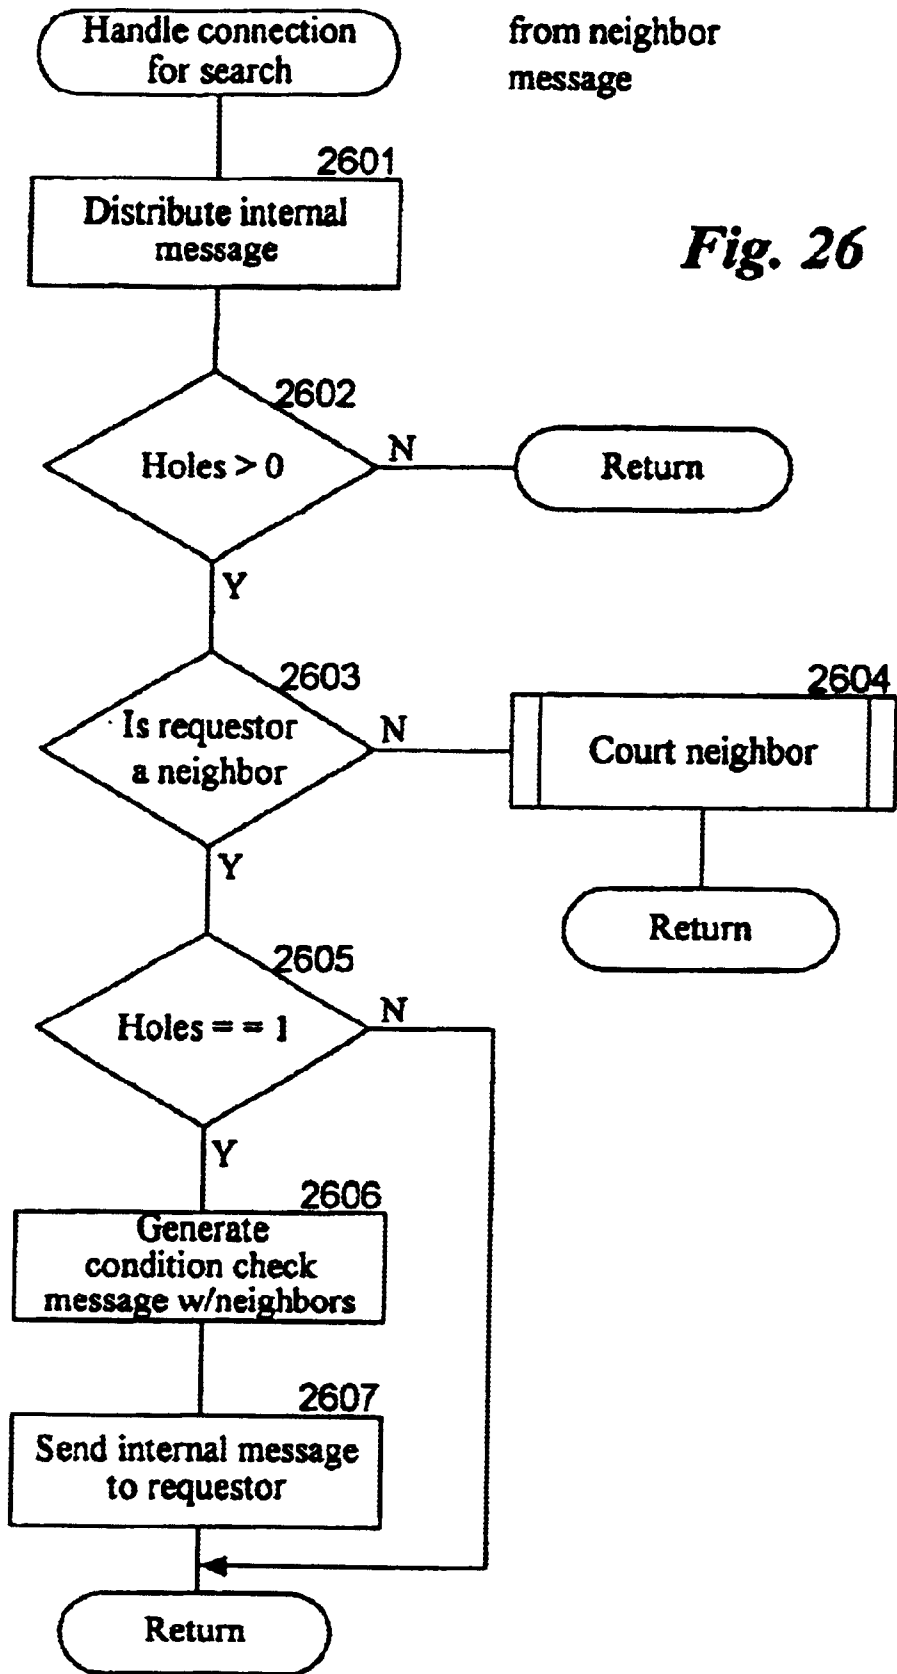 Handle connection
for search
from neighbor
message
2601
Distribute internal
message
Fig. 26
2602
Holes > 0
N
Return
Y
2603
Is requestor
a neighbor
N
2604
Court neighbor
Y
Return
2605
Holes = = 1
N
Y
2606
Generate
condition check
message w/neighbors
2607
Send internal message
to requestor
Return